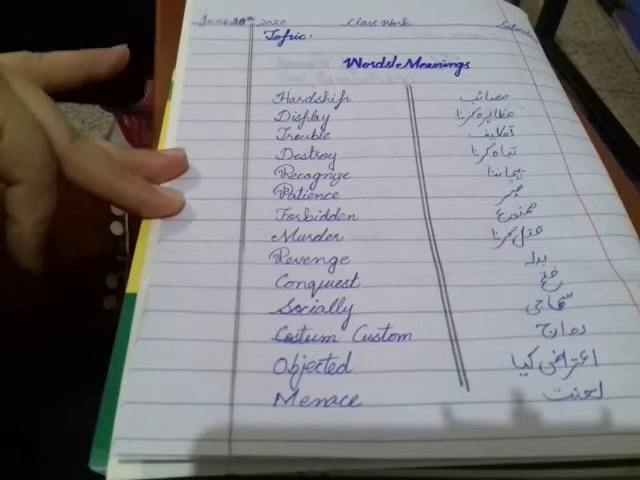 June 20th 2020 Class Work
Topic:
Words/Meanings
Hardship مصائب
Display مظاہرہ کرنا
Trouble تکلیف
Destroy تباہ کرنا
Recognze پہچاننا
Patience صبر
Forbidden ممنوع
Murder قتل کرنا
Revenge بدلہ
Conquest فتح
Socially سماجی
Costum Custom رواج
Objected اعتراض کیا
Menace لعنت